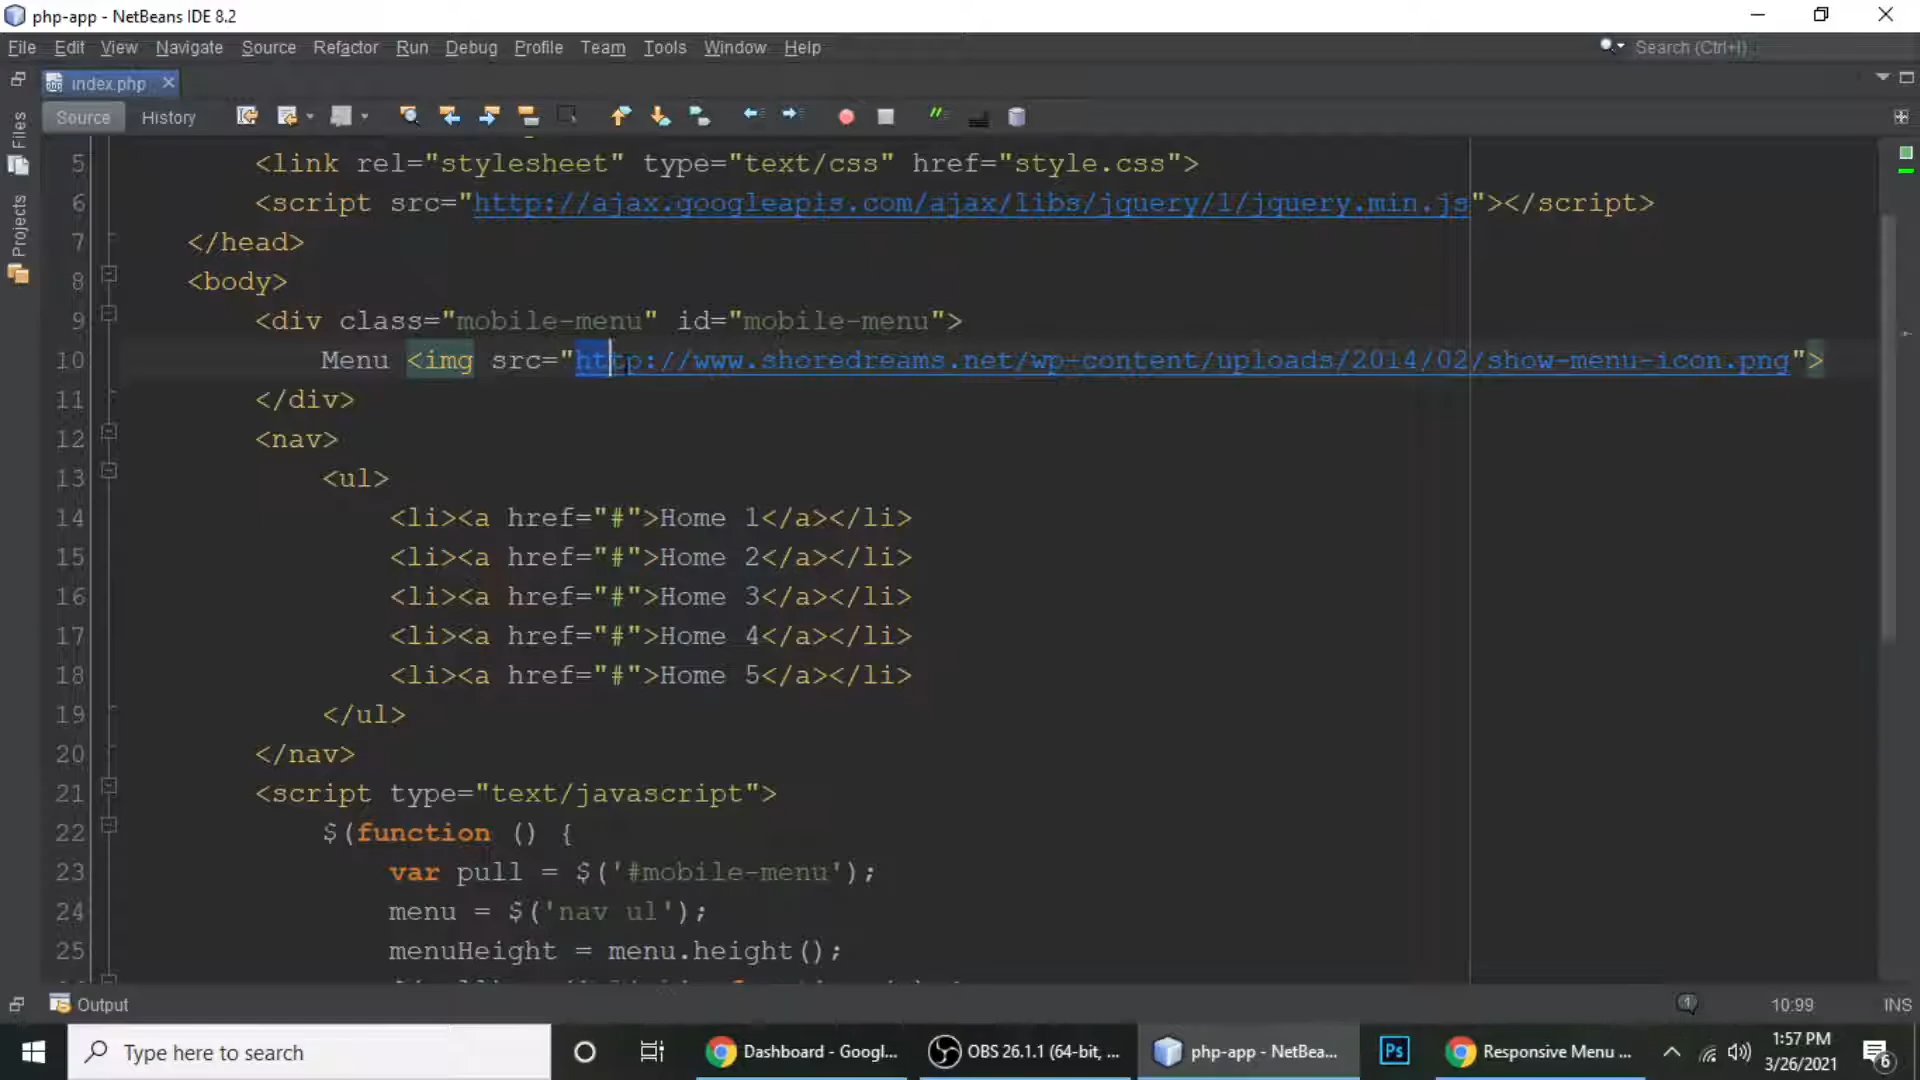 php-app - NetBeans IDE 8.2
File Edit View Navigate Source Refactor Run Debug Profile Team Tools Window Help
Search (Ctrl+I)
index.php
Source History
Files
Projects
5 <link rel="stylesheet" type="text/css" href="style.css">
6 <script src="http://ajax.googleapis.com/ajax/libs/jquery/1/jquery.min.js"></script>
7 </head>
8 <body>
9 <div class="mobile-menu" id="mobile-menu">
10 Menu <img src="http://www.shoredreams.net/wp-content/uploads/2014/02/show-menu-icon.png">
11 </div>
12 <nav>
13 <ul>
14 <li><a href="#">Home 1</a></li>
15 <li><a href="#">Home 2</a></li>
16 <li><a href="#">Home 3</a></li>
17 <li><a href="#">Home 4</a></li>
18 <li><a href="#">Home 5</a></li>
19 </ul>
20 </nav>
21 <script type="text/javascript">
22 $(function () {
23 var pull = $('#mobile-menu');
24 menu = $('nav ul');
25 menuHeight = menu.height();
Output
1
10:99 INS
Type here to search
Dashboard - Googl...
OBS 26.1.1 (64-bit, ...
php-app - NetBea...
Ps
Responsive Menu ...
1:57 PM
3/26/2021
6